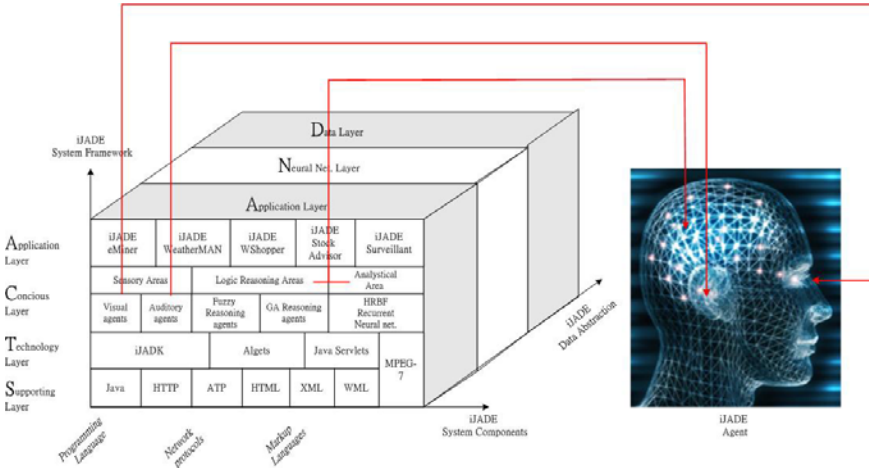 iJADE
System Framework
Data Layer
Neural Net. Layer
Application Layer
Application
Layer
iJADE
eMiner
iJADE
WeatherMAN
iJADE
WShopper
iJADE
Stock
Advisor
iJADE
Surveillant
Concious
Layer
Sensory Areas
Logic Reasoning Areas
Analytical
Area
Visual
agents
Auditory
agents
Fuzzy
Reasoning
agents
GA Reasoning
agents
HRBF
Recurrent
Neural net.
Technology
Layer
iJADK
Algets
Java Servlets
MPEG-
7
Supporting
Layer
Java
HTTP
ATP
HTML
XML
WML
Programming
Language
Network
protocols
Markup
Languages
iJADE
System Components
iJADE
Data Abstraction
iJADE
Agent